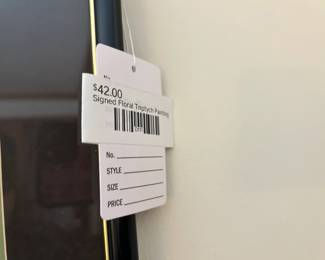 $42.00
Signed Floral Triptych Painting
No.
STYLE
SIZE
PRICE